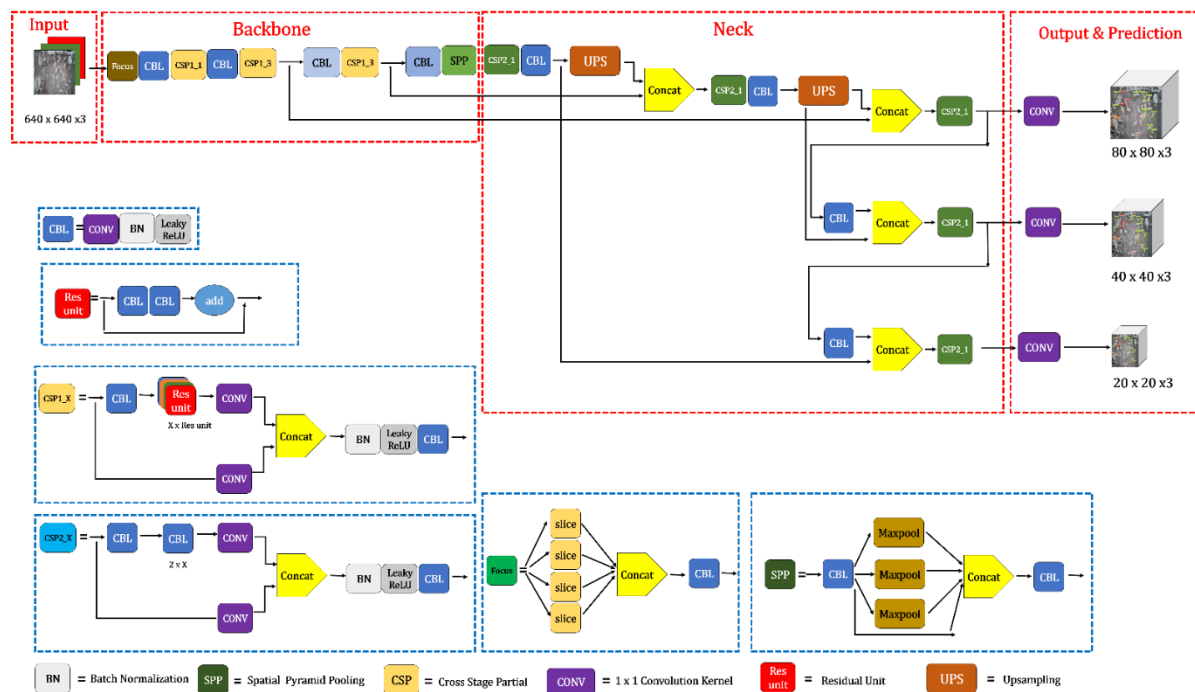 Input
Backbone
Neck
Output & Prediction
640 x 640 x3
Focus CBL CSP1_1 CBL CSP1_3 CBL CSP1_3 CBL SPP
CSP2_1 CBL UPS Concat CSP2_1 CBL UPS Concat CSP2_1 CONV
80 x 80 x3
CBL Concat CSP2_1 CONV
40 x 40 x3
CBL Concat CSP2_1 CONV
20 x 20 x3
CBL = CONV BN Leaky ReLU
Res unit = CBL CBL add
CSP1_X = CBL Res unit CONV
X x Res unit
Concat BN Leaky ReLU CBL
CONV
CSP2_X = CBL CBL CONV
2 x X
Concat BN Leaky ReLU CBL
CONV
Focus = slice slice slice slice Concat CBL
SPP = CBL Maxpool Maxpool Maxpool Concat CBL
BN = Batch Normalization
SPP = Spatial Pyramid Pooling
CSP = Cross Stage Partial
CONV = 1 x 1 Convolution Kernel
Res unit = Residual Unit
UPS = Upsampling